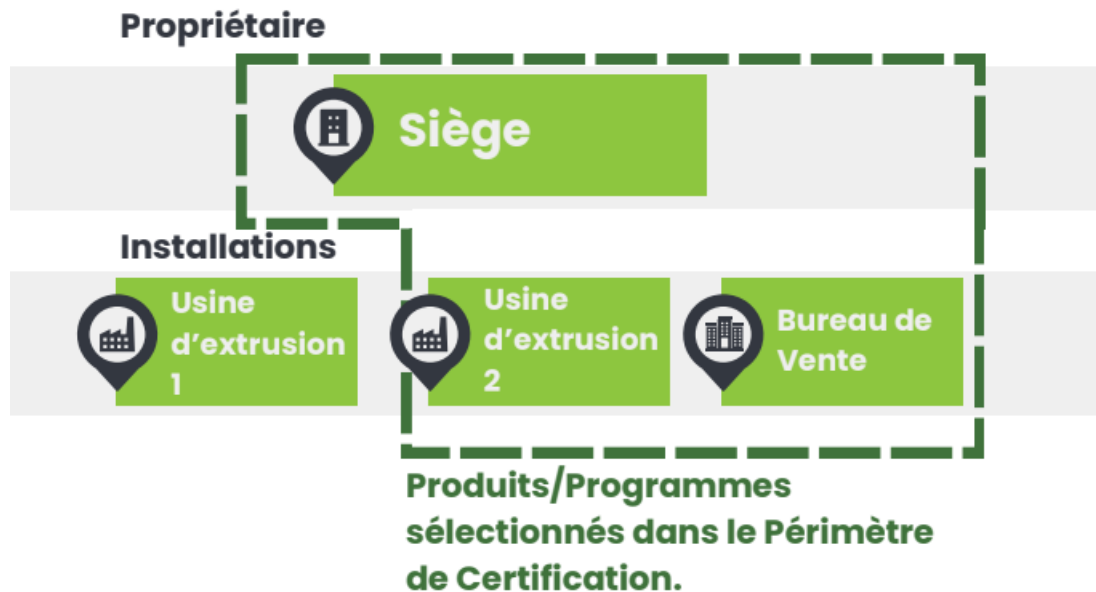 Propriétaire
Siège
Installations
Usine
d’extrusion
1
Usine
d’extrusion
2
Bureau de
Vente
Produits/Programmes
sélectionnés dans le Périmètre
de Certification.